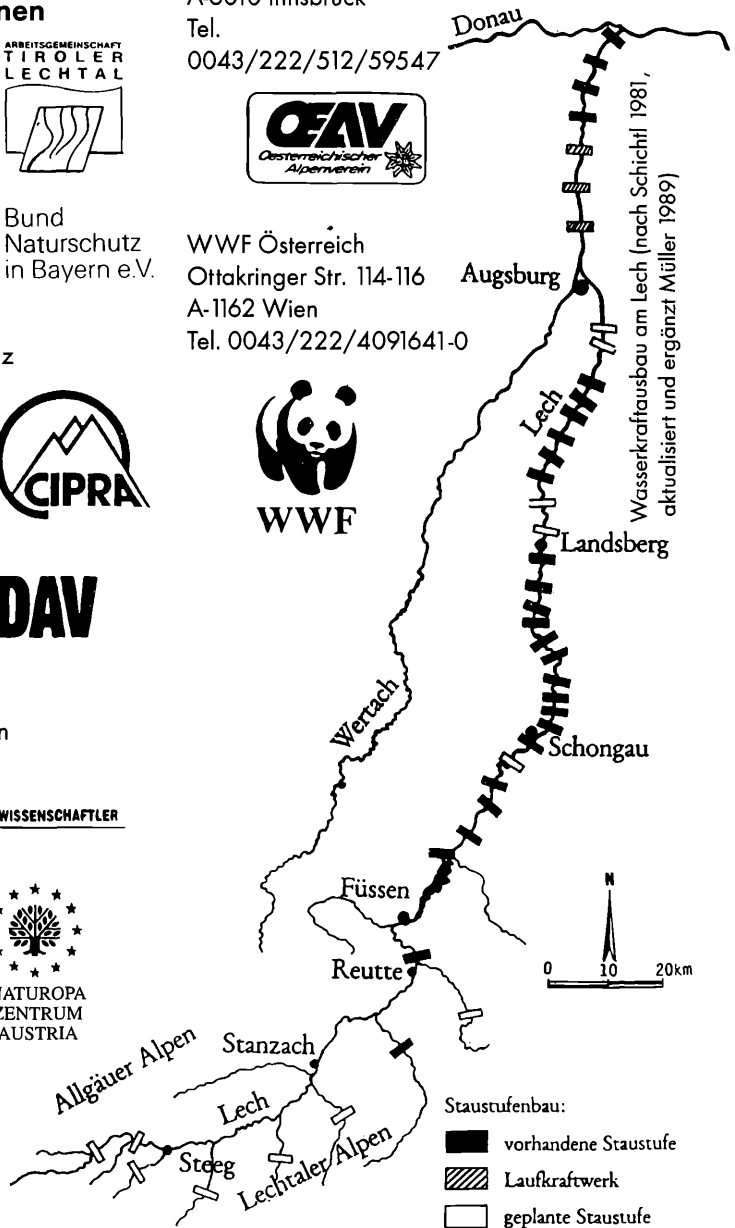 nen
ARBEITSGEMEINSCHAFT
TIROLER
LECHTAL
Bund
Naturschutz
in Bayern e.V.
z
CIPRA
DAV
n
WISSENSCHAFTLER
NATUROPA
ZENTRUM
AUSTRIA
A-6010 Innsbruck
Tel.
0043/222/512/59547
OEAV
Oesterreichischer
Alpenverein
WWF Österreich
Ottakringer Str. 114-116
A-1162 Wien
Tel. 0043/222/4091641-0
WWF
Donau
Augsburg
Lech
Landsberg
Wertach
Schongau
Füssen
Reutte
Stanzach
Allgäuer Alpen
Lech
Steeg
Lechtaler Alpen
Wasserkraftausbau am Lech (nach Schichtl 1981,
aktualisiert und ergänzt Müller 1989)
N
0 10 20km
Staustufenbau:
vorhandene Staustufe
Laufkraftwerk
geplante Staustufe